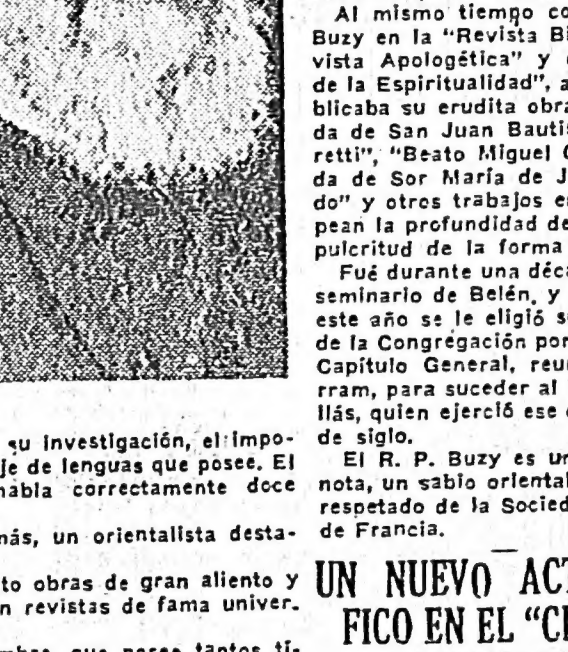 su investigación, el impo-
je de lenguas que posee. El
habla correctamente doce
más, un orientalista desta-
to obras de gran aliento y
n revistas de fama univer-
que posee tantos tí-
Al mismo tiempo co
Buzy en la "Revista Bi
vista Apologética" y
de la Espiritualidad", a
blicaba su erudita obra
da de San Juan Bautis
retti", "Beato Miguel
da de Sor María de J
do" y otros trabajos e
pean la profundidad de
pulcritud de la forma
Fué durante una déca
seminario de Belén, y
este año se le eligió s
de la Congregación por
Capítulo General, reu
rram, para suceder al
llás, quien ejerció ese
de siglo.
El R. P. Buzy es un
nota, un sabio oriental
respetado de la Socied
de Francia.
UN NUEVO ACT
FICO EN EL "C